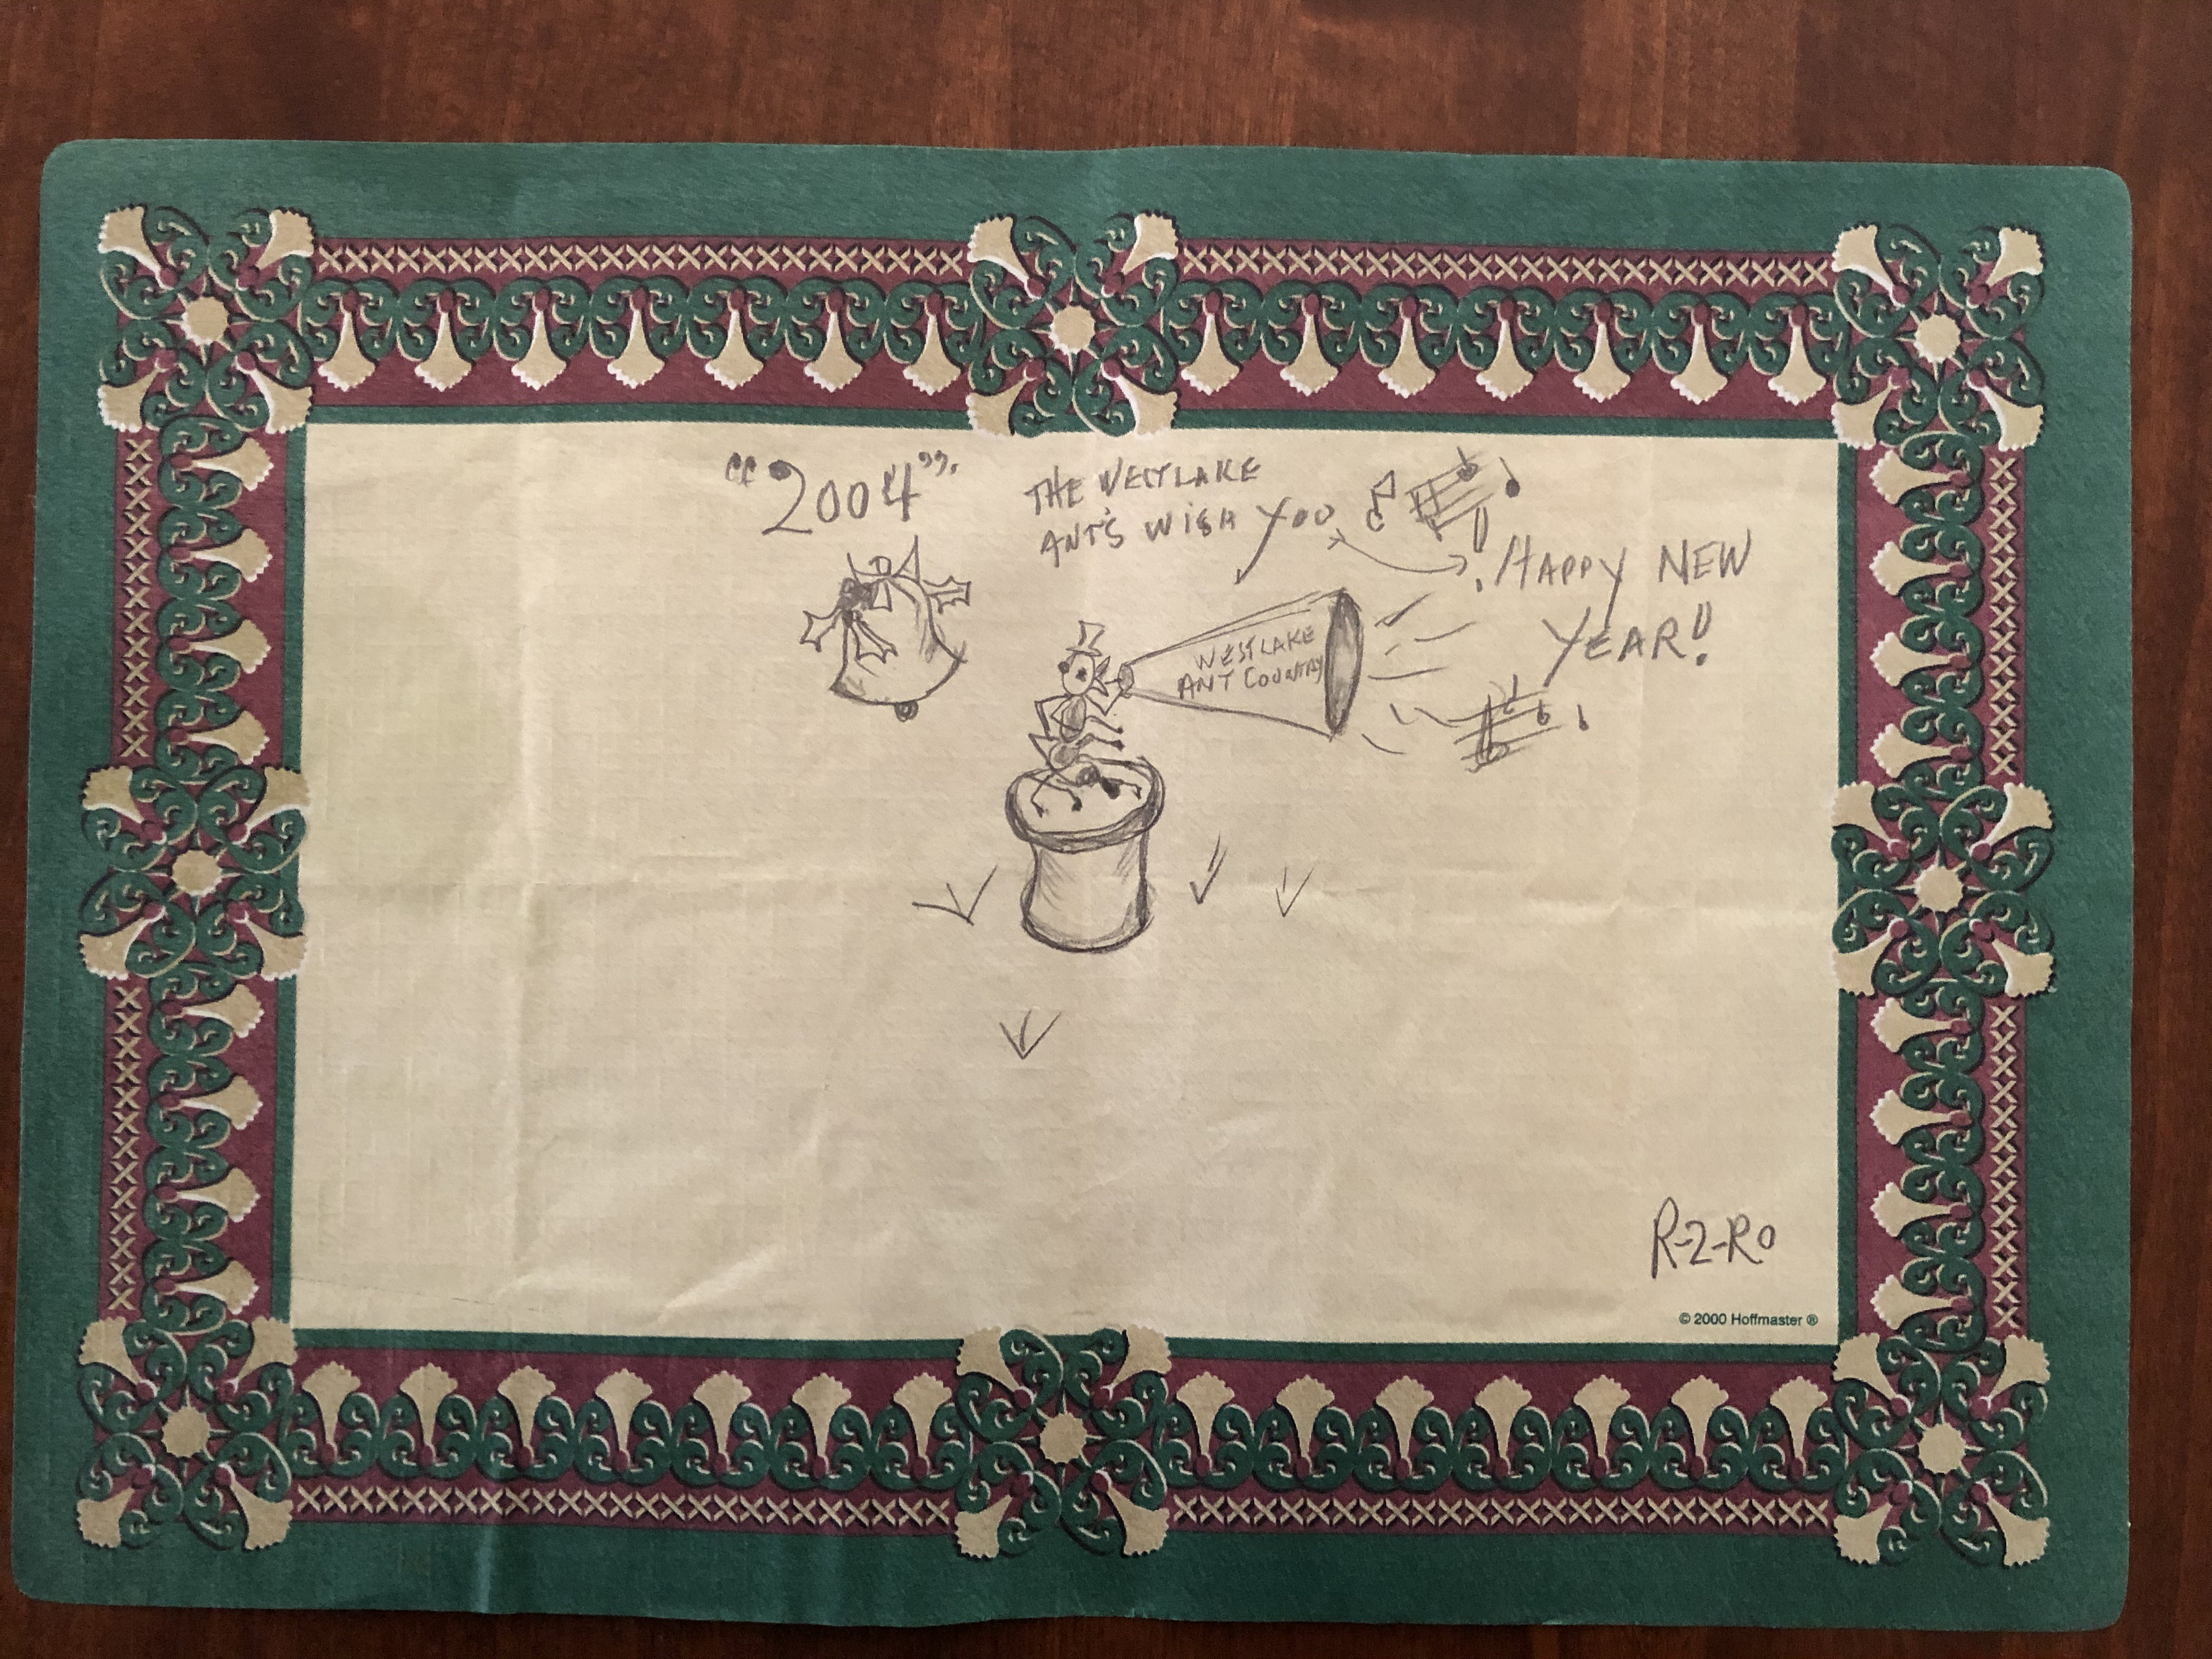 "2004".
THE WESTLAKE
ANT'S WISH YOU
HAPPY NEW
YEAR!
WESTLAKE
ANT COUNTRY
R-2-RO
© 2000 Hoffmaster ®